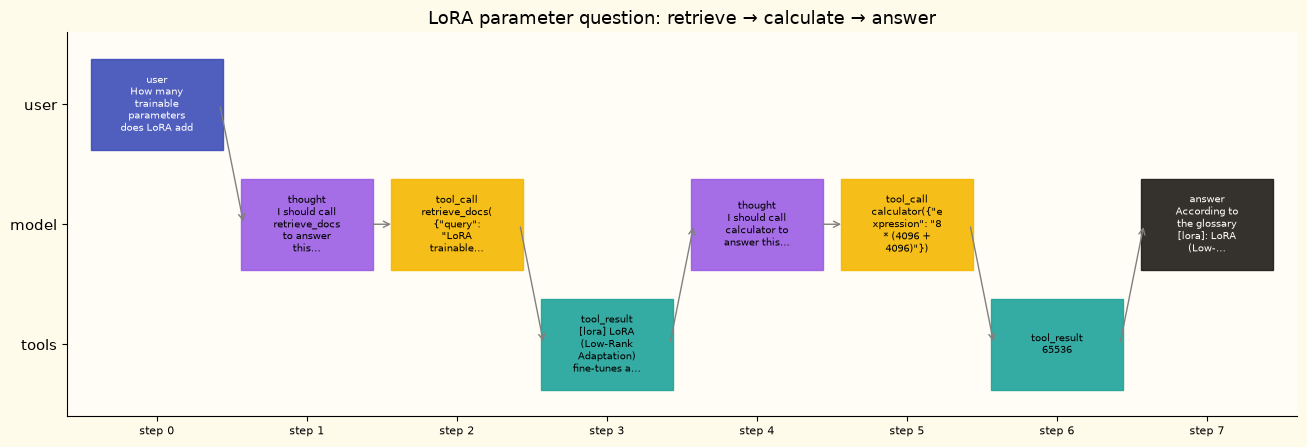 LoRA parameter question: retrieve → calculate → answer
user
model
tools
user
How many
trainable
parameters
does LoRA add
thought
I should call
retrieve_docs
to answer
this...
tool_call
retrieve_docs(
{"query":
"LoRA
trainable...
tool_result
[lora] LoRA
(Low-Rank
Adaptation)
fine-tunes a...
thought
I should call
calculator to
answer this...
tool_call
calculator({"e
xpression": "8
* (4096 +
4096)"})
tool_result
65536
answer
According to
the glossary
[lora]: LoRA
(Low-...
step 0
step 1
step 2
step 3
step 4
step 5
step 6
step 7